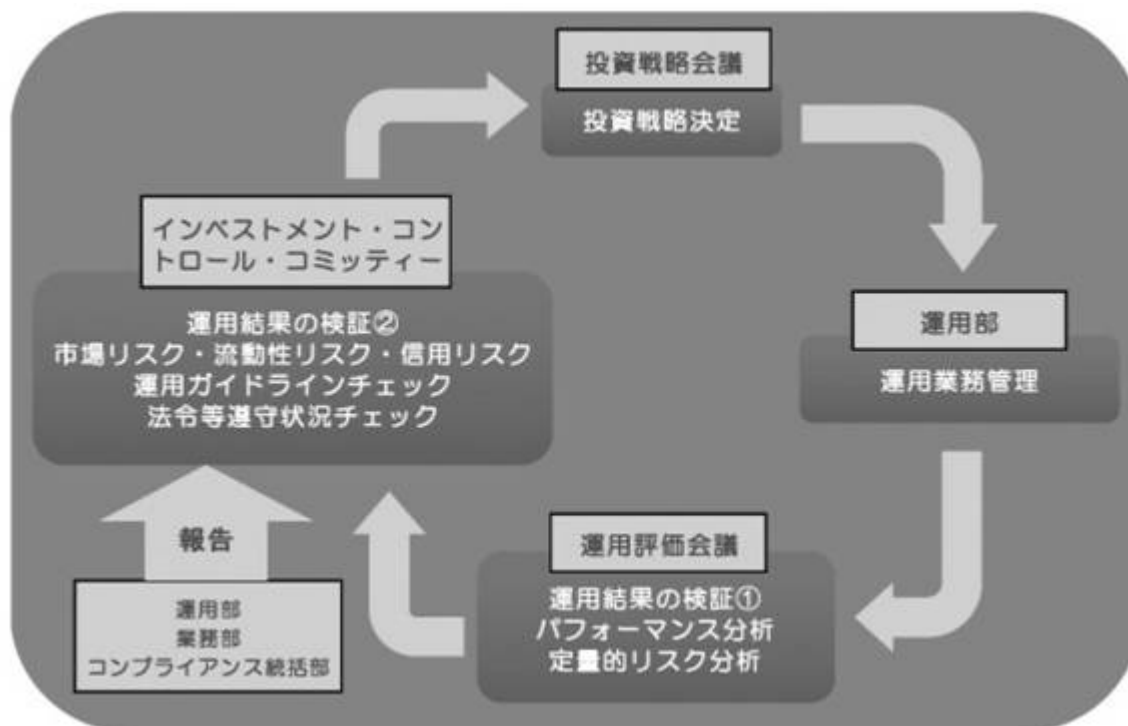 投資戦略会議
投資戦略決定
運用部
運用業務管理
運用評価会議
運用結果の検証①
パフォーマンス分析
定量的リスク分析
インベストメント・コン
トロール・コミッティー
運用結果の検証②
市場リスク・流動性リスク・信用リスク
運用ガイドラインチェック
法令等遵守状況チェック
報告
運用部
業務部
コンプライアンス統括部